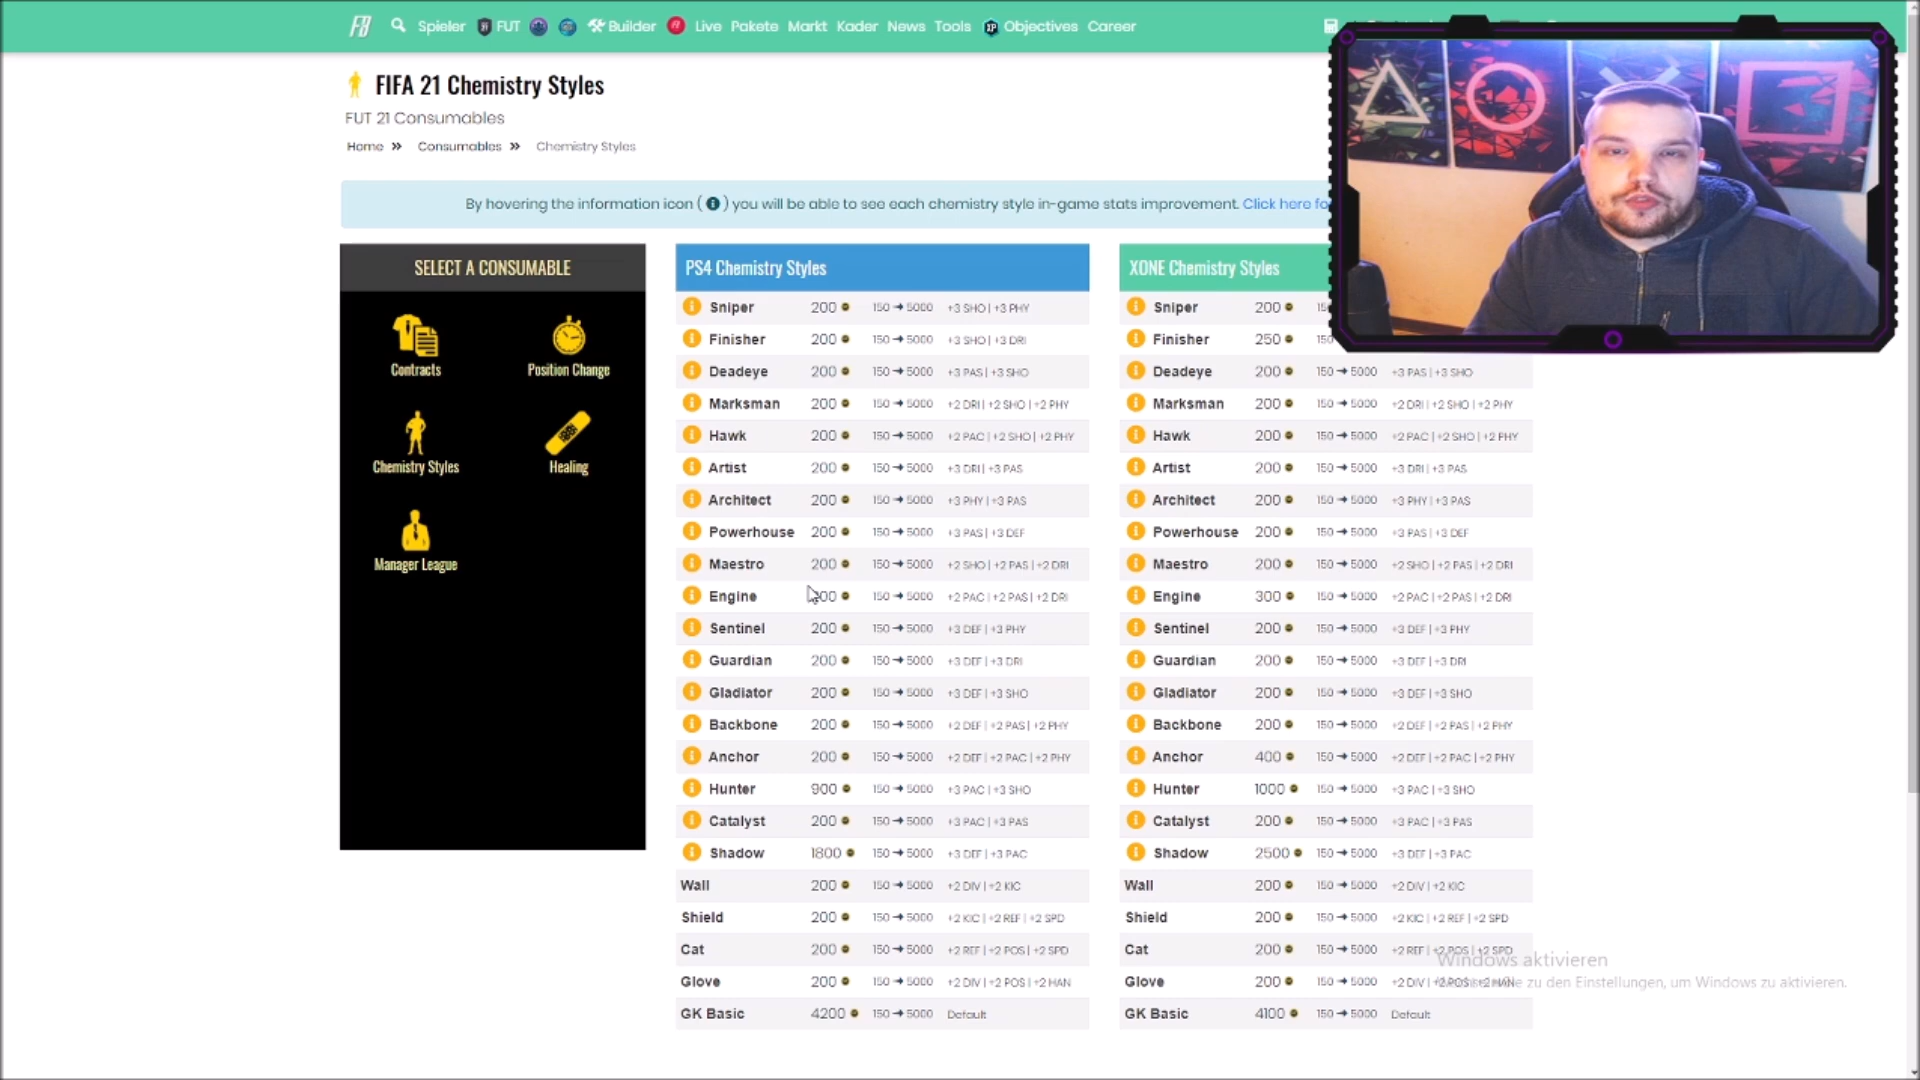 FB Spieler FUT Builder Live Pakete Markt Kader News Tools Objectives Career
FIFA 21 Chemistry Styles
FUT 21 Consumables
Home » Consumables » Chemistry Styles
By hovering the information icon ( i ) you will be able to see each chemistry style in-game stats improvement. Click here fo
SELECT A CONSUMABLE
Contracts
Position Change
Chemistry Styles
Healing
Manager League
PS4 Chemistry Styles
Sniper 200 150 → 5000 +3 SHO | +3 PHY
Finisher 200 150 → 5000 +3 SHO | +3 DRI
Deadeye 200 150 → 5000 +3 PAS | +3 SHO
Marksman 200 150 → 5000 +2 DRI | +2 SHO | +2 PHY
Hawk 200 150 → 5000 +2 PAC | +2 SHO | +2 PHY
Artist 200 150 → 5000 +3 DRI | +3 PAS
Architect 200 150 → 5000 +3 PHY | +3 PAS
Powerhouse 200 150 → 5000 +3 PAS | +3 DEF
Maestro 200 150 → 5000 +2 SHO | +2 PAS | +2 DRI
Engine 150 → 5000 +2 PAC | +2 PAS | +2 DRI
Sentinel 200 150 → 5000 +3 DEF | +3 PHY
Guardian 200 150 → 5000 +3 DEF | +3 DRI
Gladiator 200 150 → 5000 +3 DEF | +3 SHO
Backbone 200 150 → 5000 +2 DEF | +2 PAS | +2 PHY
Anchor 200 150 → 5000 +2 DEF | +2 PAC | +2 PHY
Hunter 900 150 → 5000 +3 PAC | +3 SHO
Catalyst 200 150 → 5000 +3 PAC | +3 PAS
Shadow 1800 150 → 5000 +3 DEF | +3 PAC
Wall 200 150 → 5000 +2 DIV | +2 KIC
Shield 200 150 → 5000 +2 KIC | +2 REF | +2 SPD
Cat 200 150 → 5000 +2 REF | +2 POS | +2 SPD
Glove 200 150 → 5000 +2 DIV | +2 POS | +2 HAN
GK Basic 4200 150 → 5000 Default
XONE Chemistry Styles
Sniper 200
Finisher 250 150
Deadeye 200 150 → 5000 +3 PAS | +3 SHO
Marksman 200 150 → 5000 +2 DRI | +2 SHO | +2 PHY
Hawk 200 150 → 5000 +2 PAC | +2 SHO | +2 PHY
Artist 200 150 → 5000 +3 DRI | +3 PAS
Architect 200 150 → 5000 +3 PHY | +3 PAS
Powerhouse 200 150 → 5000 +3 PAS | +3 DEF
Maestro 200 150 → 5000 +2 SHO | +2 PAS | +2 DRI
Engine 300 150 → 5000 +2 PAC | +2 PAS | +2 DRI
Sentinel 200 150 → 5000 +3 DEF | +3 PHY
Guardian 200 150 → 5000 +3 DEF | +3 DRI
Gladiator 200 150 → 5000 +3 DEF | +3 SHO
Backbone 200 150 → 5000 +2 DEF | +2 PAS | +2 PHY
Anchor 400 150 → 5000 +2 DEF | +2 PAC | +2 PHY
Hunter 1000 150 → 5000 +3 PAC | +3 SHO
Catalyst 200 150 → 5000 +3 PAC | +3 PAS
Shadow 2500 150 → 5000 +3 DEF | +3 PAC
Wall 200 150 → 5000 +2 DIV | +2 KIC
Shield 200 150 → 5000 +2 KIC | +2 REF | +2 SPD
Cat 200 150 → 5000 +2 REF | +2 POS | +2 SPD
Glove 200 150 → 5000 +2 DIV | +2 POS | +2 HAN
GK Basic 4100 150 → 5000 Default
Windows aktivieren
zu den Einstellungen, um Windows zu aktivieren.